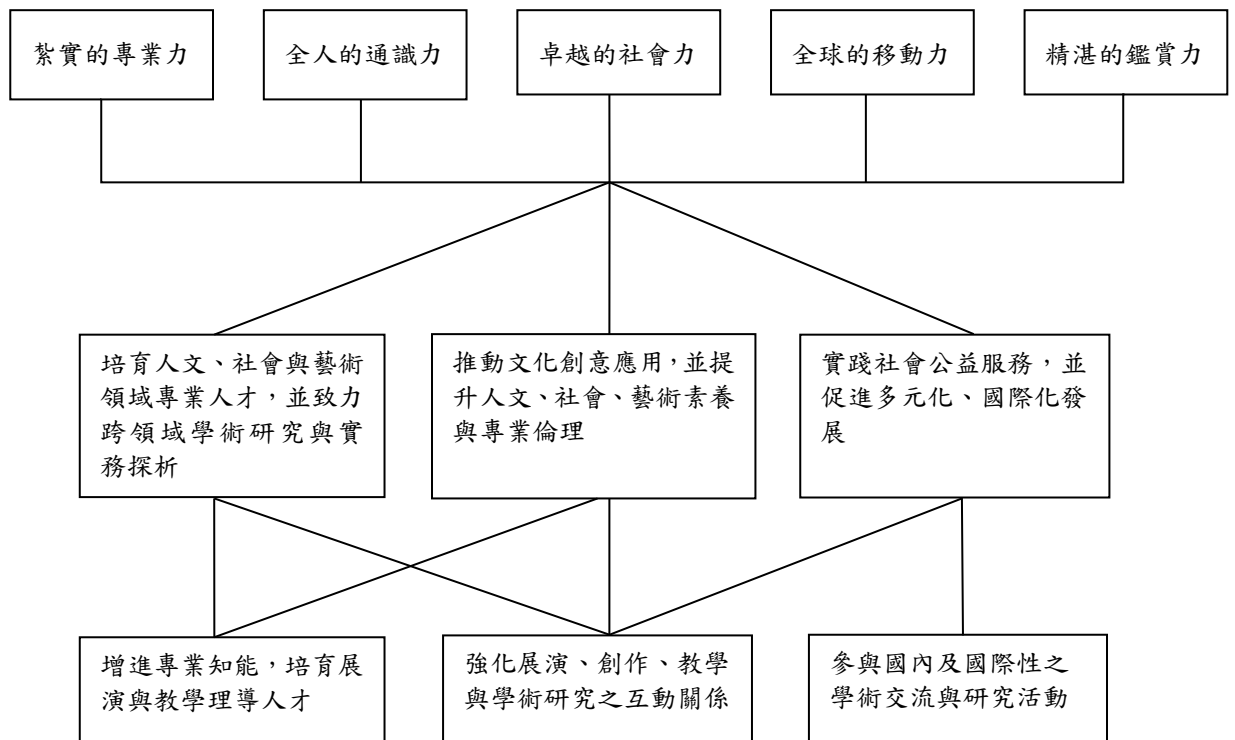 紮實的專業力
全人的通識力
卓越的社會力
全球的移動力
精湛的鑑賞力
培育人文、社會與藝術
領域專業人才，並致力
跨領域學術研究與實
務探析
推動文化創意應用，並提
升人文、社會、藝術素養
與專業倫理
實踐社會公益服務，並
促進多元化、國際化發
展
增進專業知能，培育展
演與教學理導人才
強化展演、創作、教學
與學術研究之互動關係
參與國內及國際性之
學術交流與研究活動